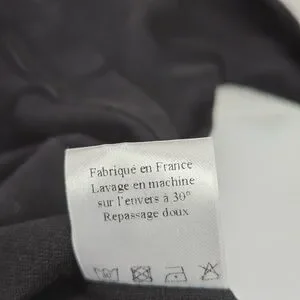 Fabriqué en France
Lavage en machine
sur l'envers à 30°
Repassage doux